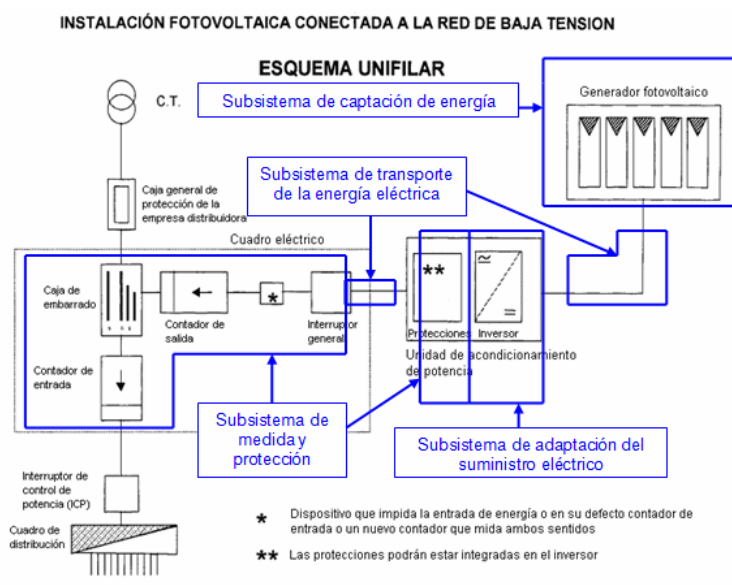 INSTALACIÓN FOTOVOLTAICA CONECTADA A LA RED DE BAJA TENSION
ESQUEMA UNIFILAR
C.T.
Subsistema de captación de energía
Generador fotovoltaico
Caja general de
protección de la
empresa distribuidora
Subsistema de transporte
de la energía eléctrica
Cuadro eléctrico
Caja de
embarrado
Contador de
salida
*
Interruptor
general
**
Protecciones
Inversor
Unidad de acondicionamiento
de potencia
Contador de
entrada
Subsistema de
medida y
protección
Subsistema de adaptación del
suministro eléctrico
Interruptor de
control de
potencia (ICP)
Cuadro de
distribución
* Dispositivo que impida la entrada de energía o en su defecto contador de
entrada o un nuevo contador que mida ambos sentidos
** Las protecciones podrán estar integradas en el inversor